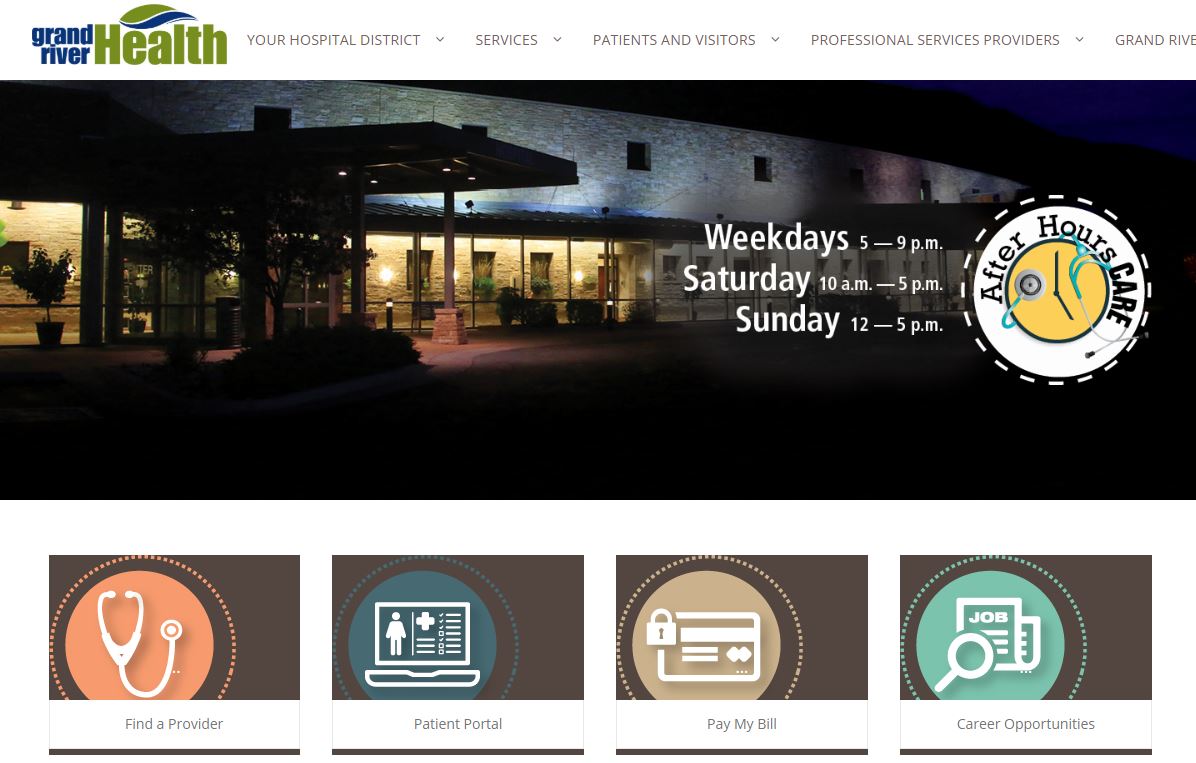 grand river Health
YOUR HOSPITAL DISTRICT
SERVICES
PATIENTS AND VISITORS
PROFESSIONAL SERVICES PROVIDERS
GRAND RIVE
Weekdays 5 — 9 p.m.
Saturday 10 a.m. — 5 p.m.
Sunday 12 — 5 p.m.
After Hours CARE
JOB
Find a Provider
Patient Portal
Pay My Bill
Career Opportunities